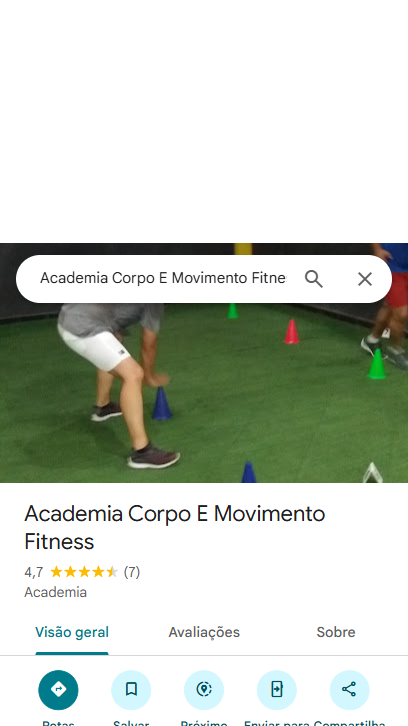 Academia Corpo E Movimento Fitne
Academia Corpo E Movimento
Fitness
4,7 (7)
Academia
Visão geral Avaliações Sobre
Rotas Salvar Próximo Enviar para Compartilha